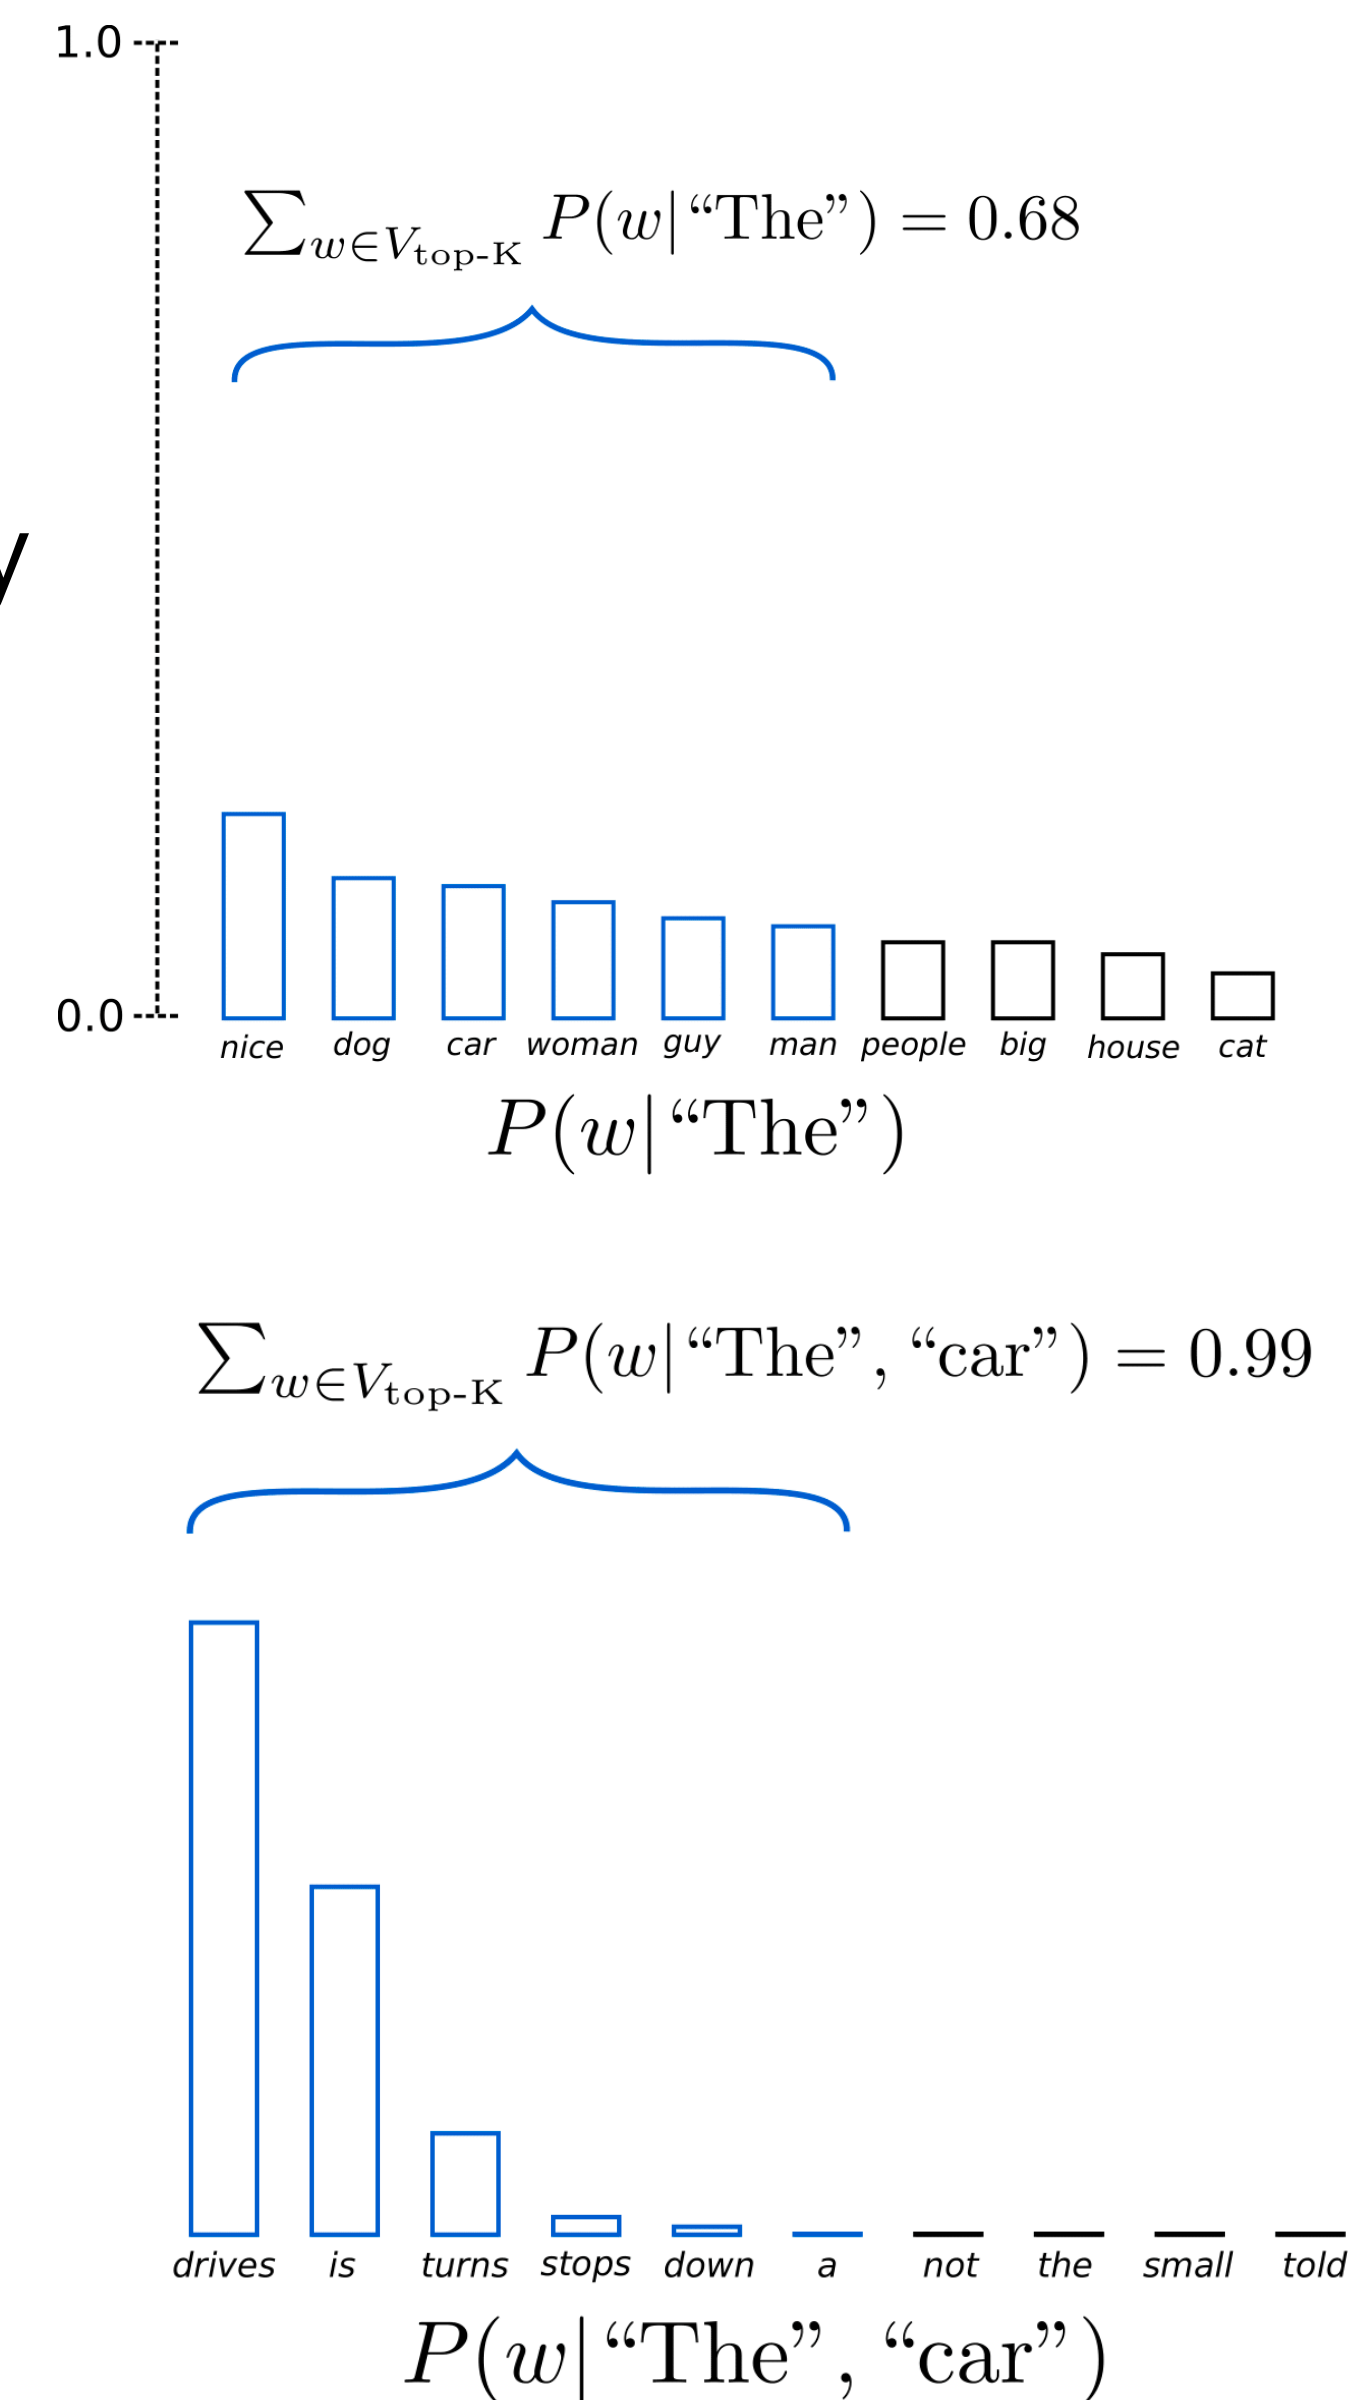 1.0
∑w∈Vtop-K P(w|“The”) = 0.68
y
0.0
nice dog car woman guy man people big house cat
P(w|“The”)
∑w∈Vtop-K P(w|“The”, “car”) = 0.99
drives is turns stops down a not the small told
P(w|“The”, “car”)